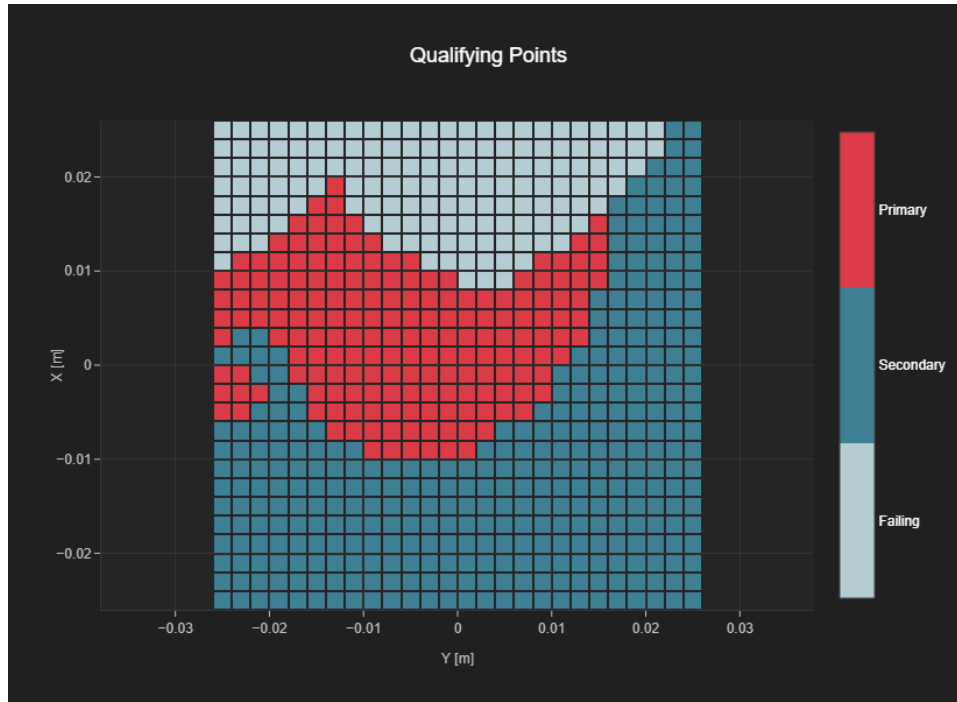 Qualifying Points
0.02
0.01
0
−0.01
−0.02
X [m]
−0.03
−0.02
−0.01
0
0.01
0.02
0.03
Y [m]
Primary
Secondary
Failing